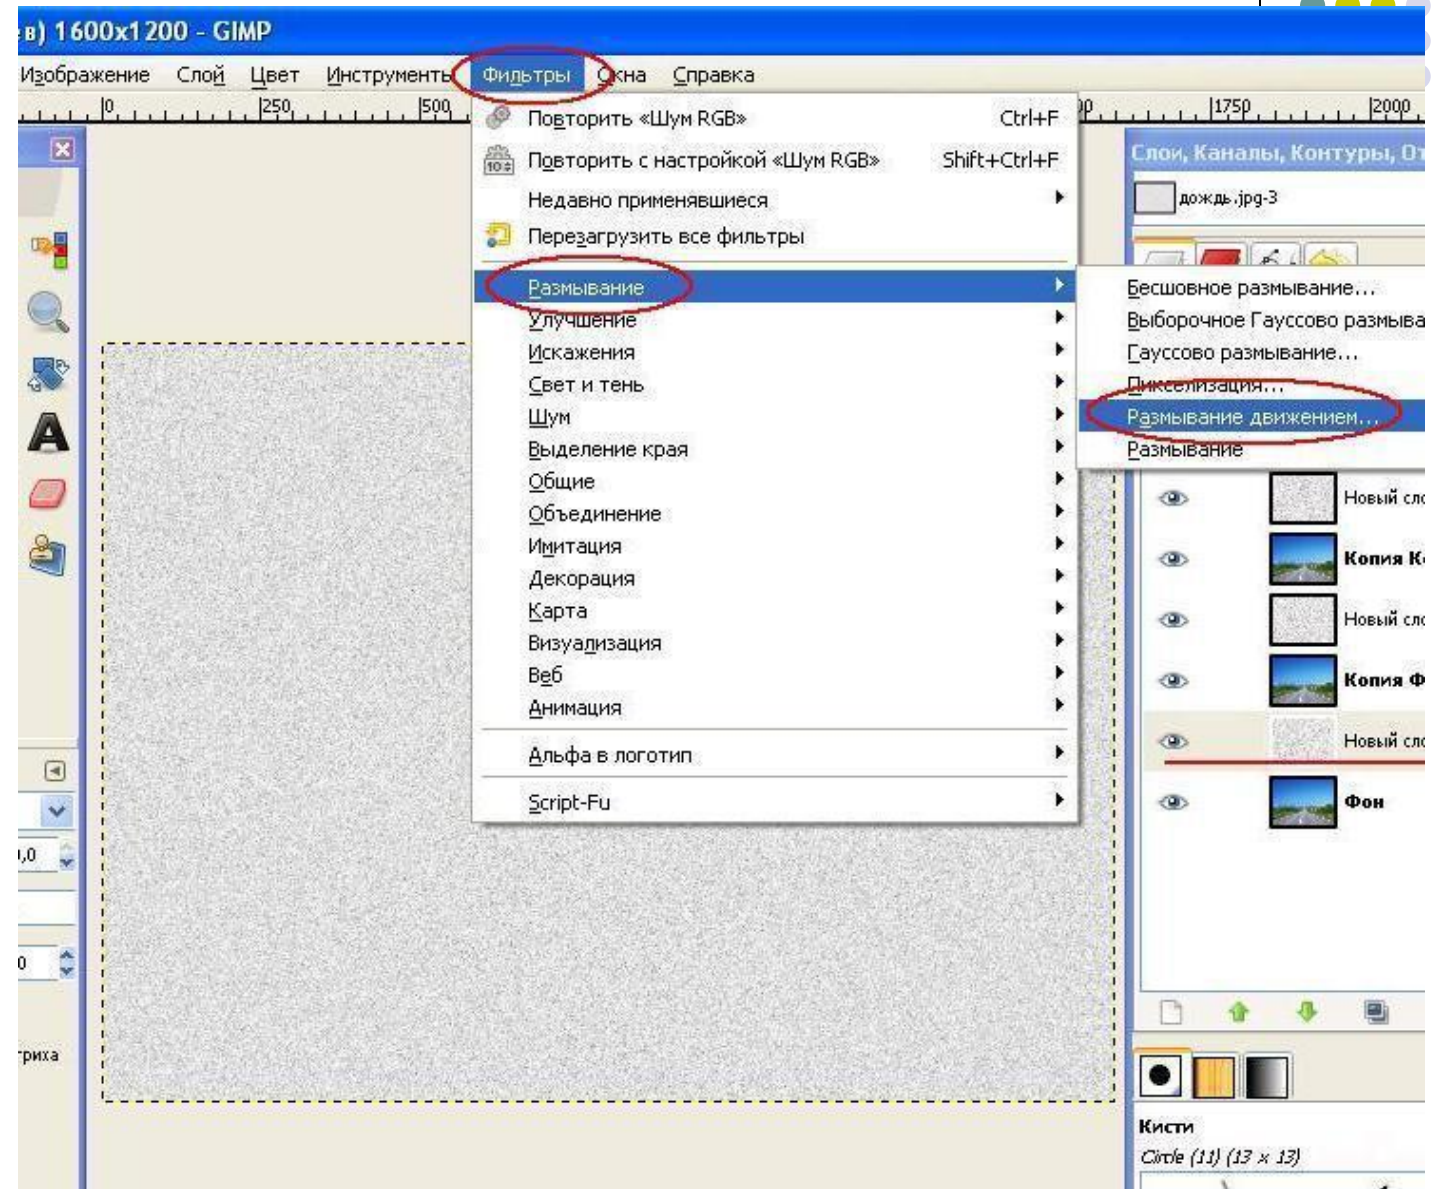 1600x1200 - GIMP
Изображение Слой Цвет Инструменты Фильтры Окна Справка
0 250 500 1750 2000
Повторить «Шум RGB» Ctrl+F
Повторить с настройкой «Шум RGB» Shift+Ctrl+F
Недавно применявшиеся
Перезагрузить все фильтры
Размывание
Улучшение
Искажения
Свет и тень
Шум
Выделение края
Общие
Объединение
Имитация
Декорация
Карта
Визуализация
Веб
Анимация
Альфа в логотип
Script-Fu
Слои, Каналы, Контуры,
дождь.jpg-3
Бесшовное размывание...
Выборочное Гауссово размыва
Гауссово размывание...
Пикселизация...
Размывание движением...
Размывание
Новый сло
Копия К
Новый сло
Копия Ф
Новый сло
Фон
,0
0
триха
Кисти
Circle (11) (13 x 13)